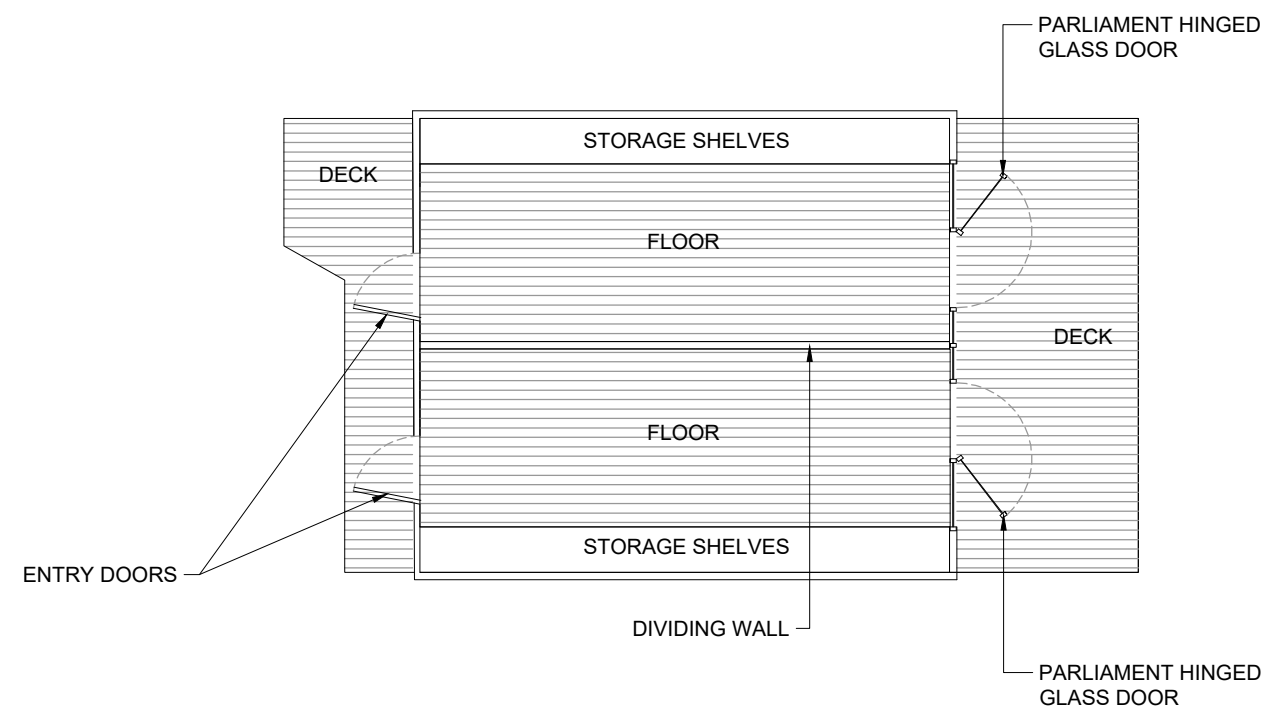 PARLIAMENT HINGED
GLASS DOOR
STORAGE SHELVES
DECK
FLOOR
DECK
FLOOR
STORAGE SHELVES
ENTRY DOORS
DIVIDING WALL
PARLIAMENT HINGED
GLASS DOOR